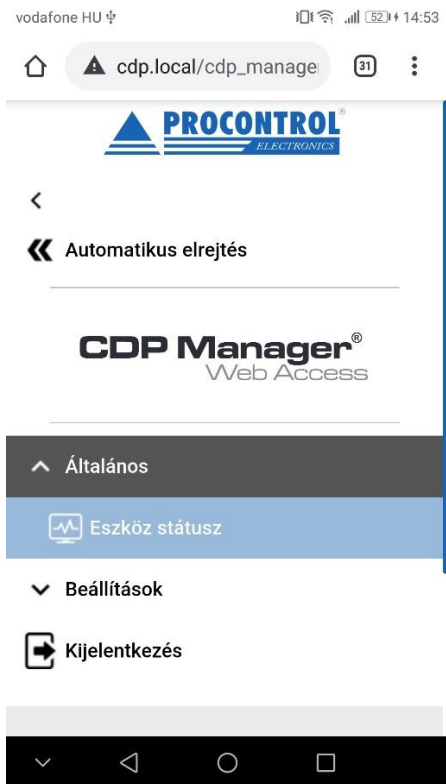 vodafone HU 52 14:53
cdp.local/cdp_manage 31
PROCONTROL®
ELECTRONICS
Automatikus elrejtés
CDP Manager®
Web Access
Általános
Eszköz státusz
Beállítások
Kijelentkezés